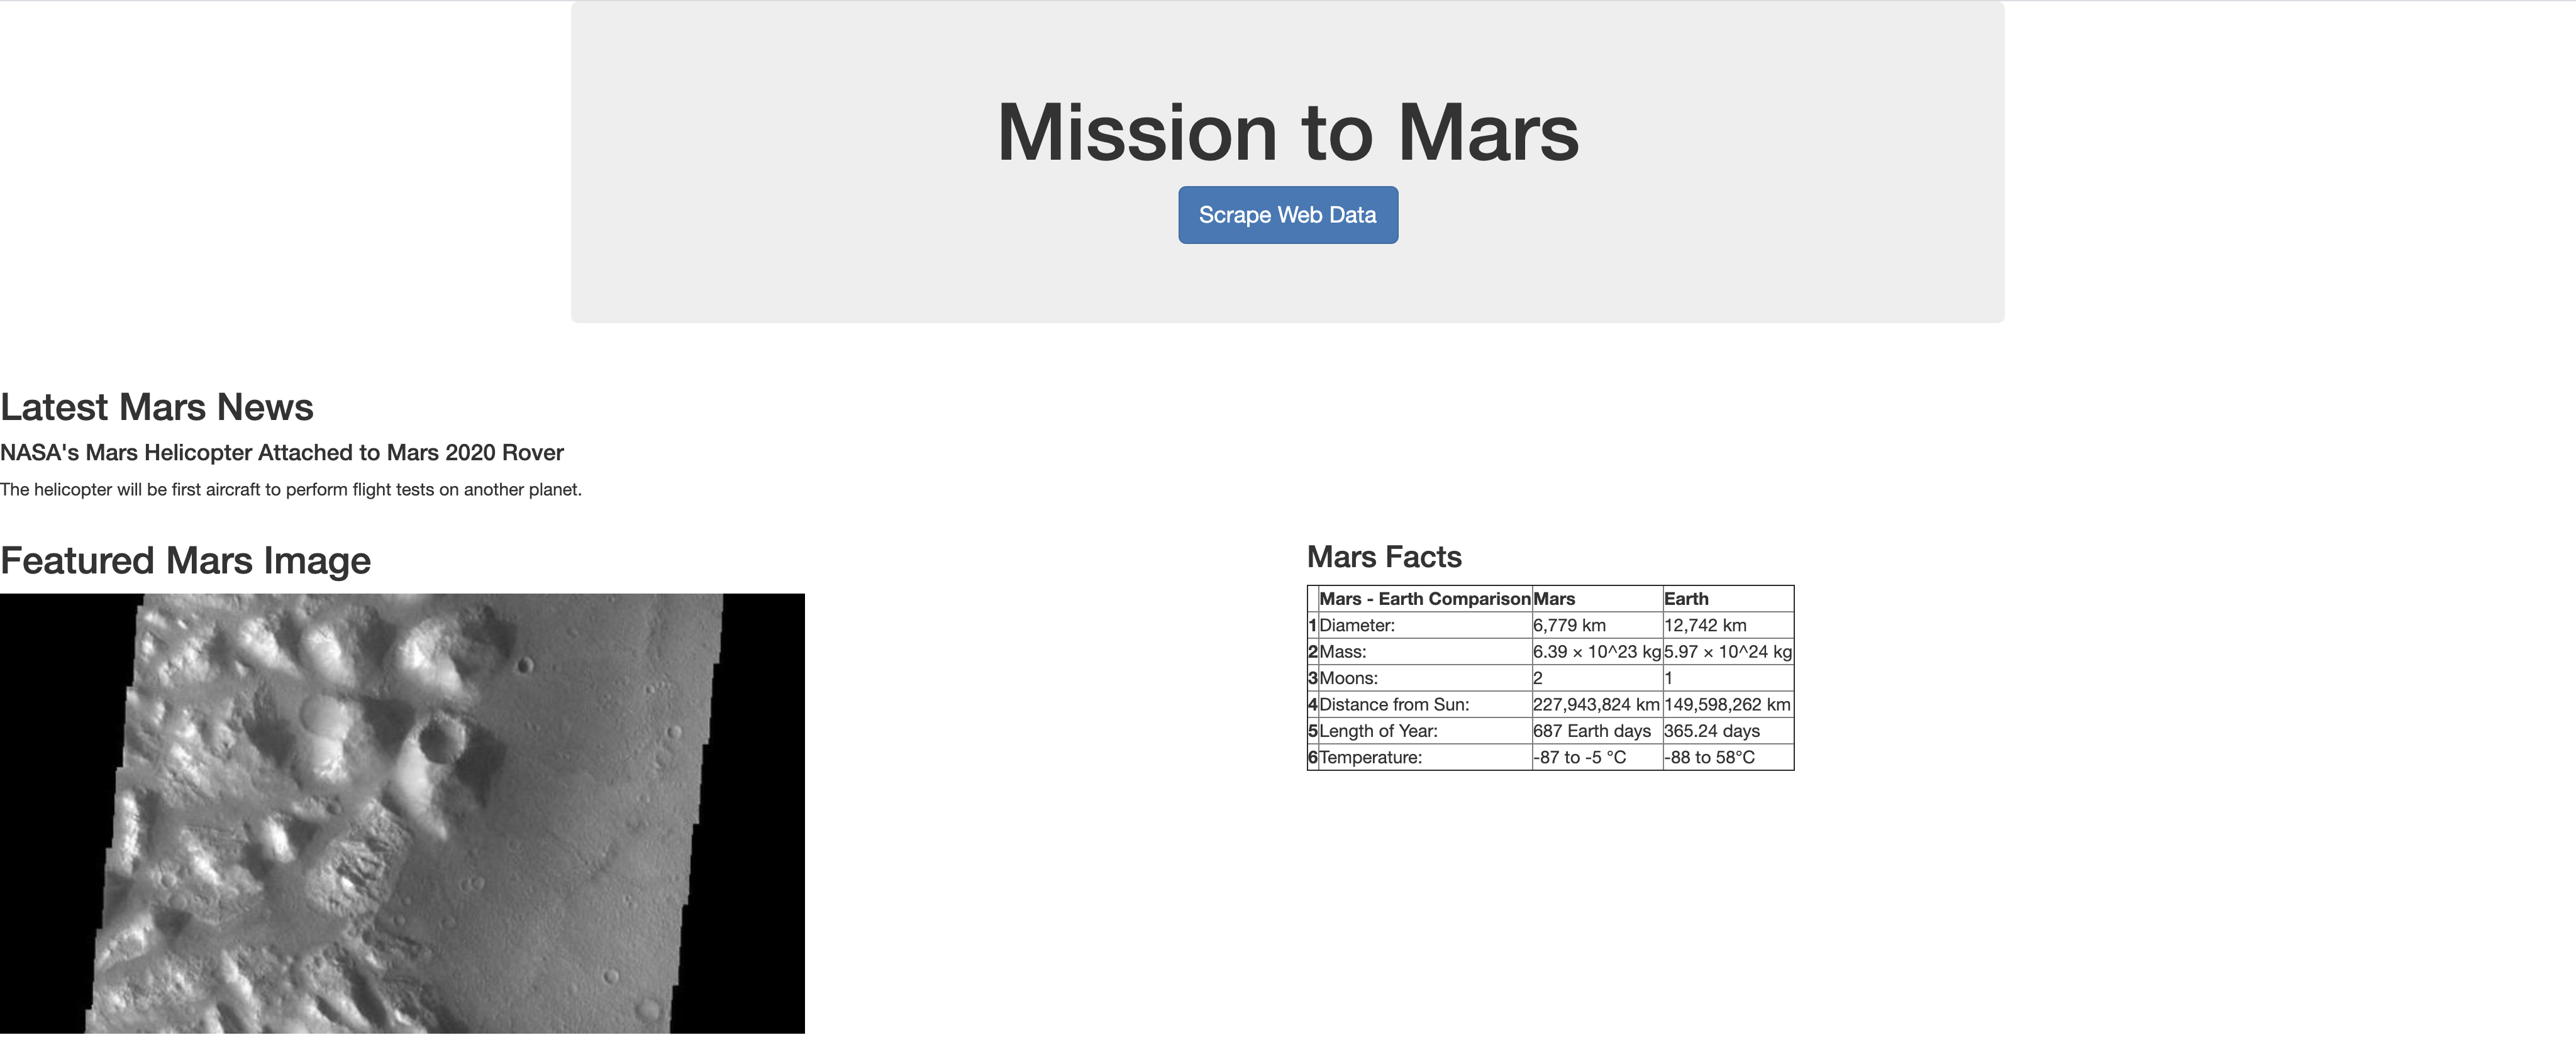 Mission to Mars
Scrape Web Data
Latest Mars News
NASA's Mars Helicopter Attached to Mars 2020 Rover
The helicopter will be first aircraft to perform flight tests on another planet.
Featured Mars Image
Mars Facts
Mars - Earth Comparison Mars Earth
1 Diameter: 6,779 km 12,742 km
2 Mass: 6.39 × 10^23 kg 5.97 × 10^24 kg
3 Moons: 2 1
4 Distance from Sun: 227,943,824 km 149,598,262 km
5 Length of Year: 687 Earth days 365.24 days
6 Temperature: -87 to -5 °C -88 to 58°C